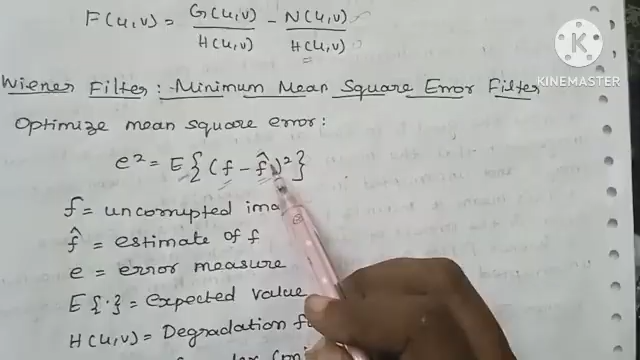 F(u,v) = G(u,v) / H(u,v) - N(u,v) / H(u,v)
KINEMASTER
Wiener Filter :- Minimum Mean Square Error Filter
Optimize mean square error:
e² = E{(f - f̂)²}
f = uncorrupted
f̂ = estimate of f
e = error measure
E{·} = expected value
H(u,v) = Degradation